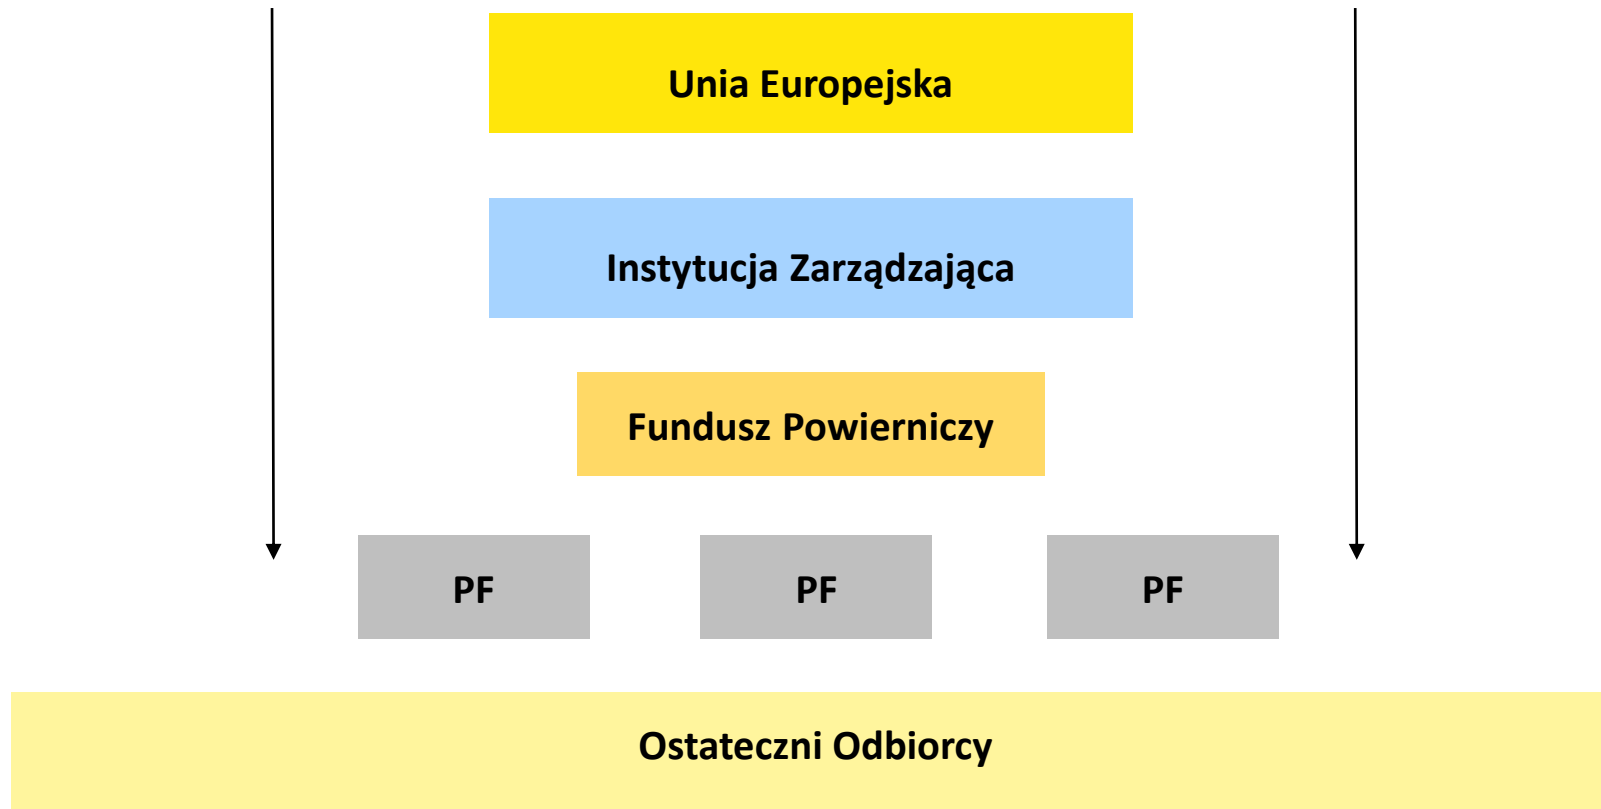 Unia Europejska
Instytucja Zarządzająca
Fundusz Powierniczy
PF
PF
PF
Ostateczni Odbiorcy